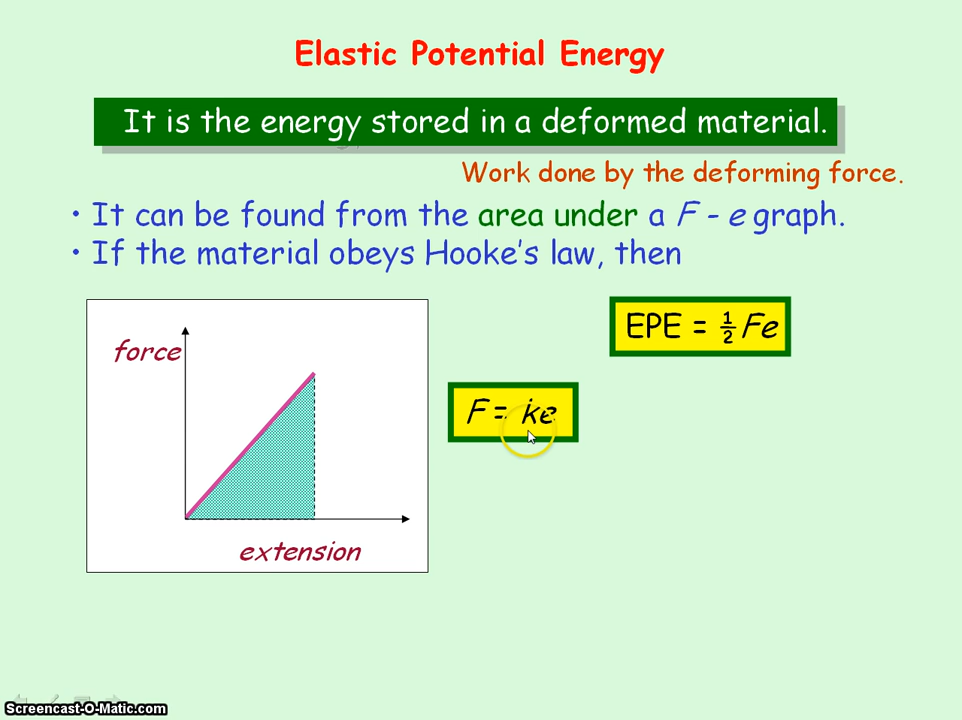 Elastic Potential Energy
It is the energy stored in a deformed material.
Work done by the deforming force.
• It can be found from the area under a F - e graph.
• If the material obeys Hooke's law, then
EPE = ½ Fe
force
F = ke
extension
Screencast-O-Matic.com